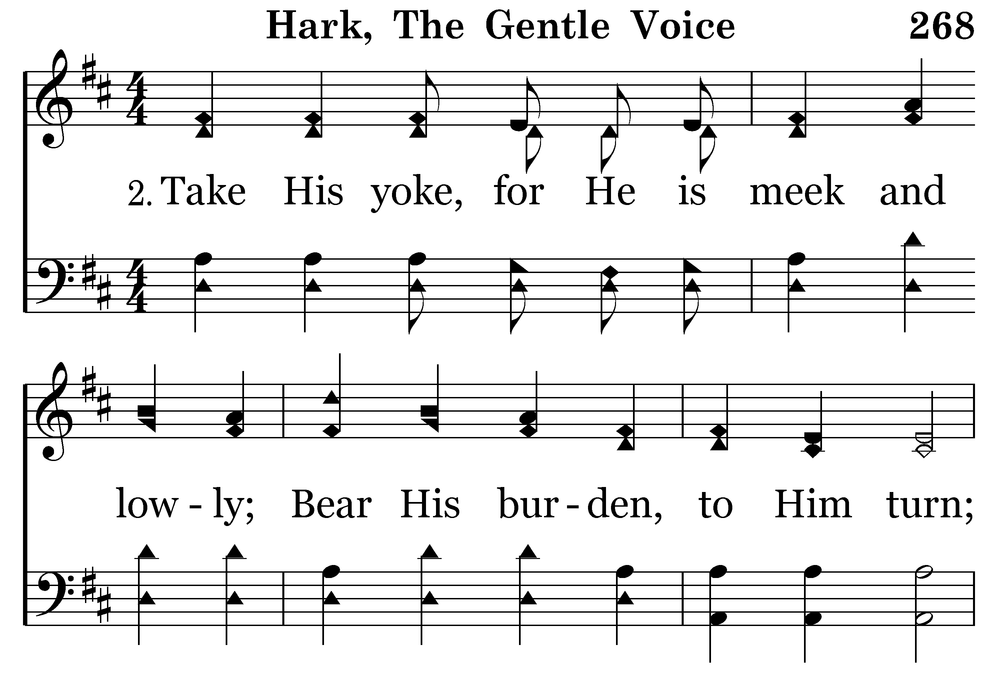 Hark, The Gentle Voice 268
2. Take His yoke, for He is meek and
low - ly; Bear His bur - den, to Him turn;